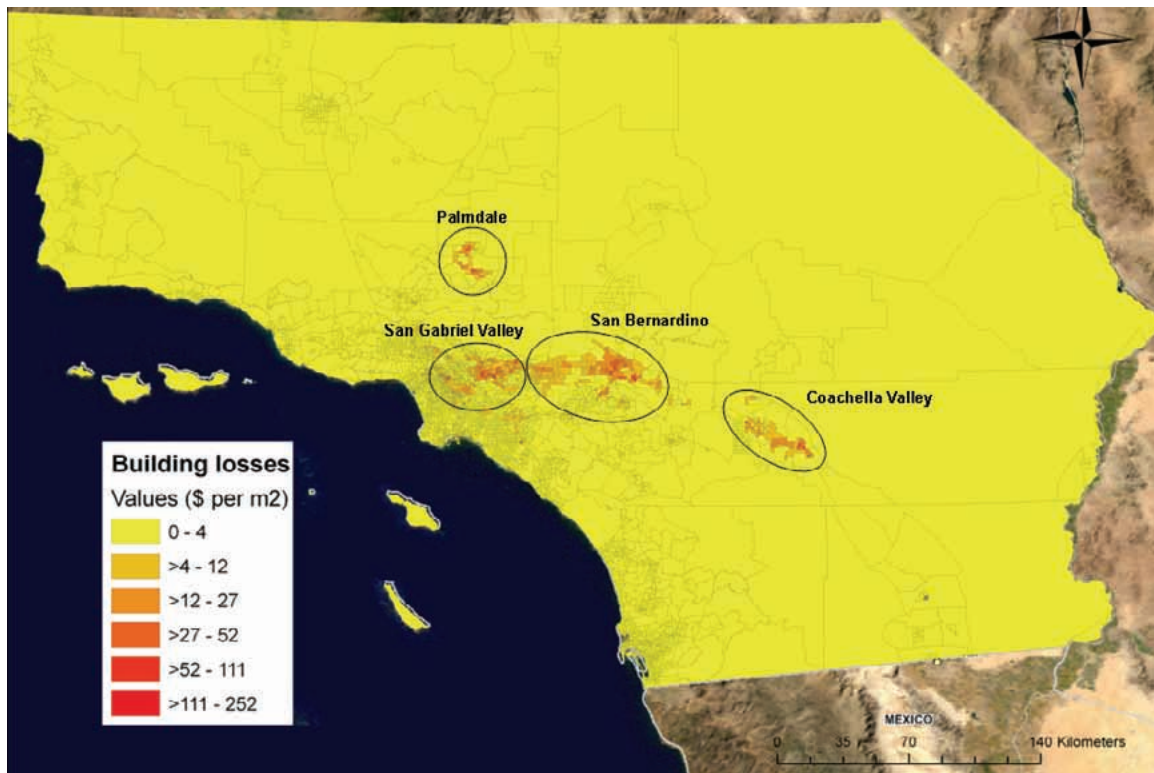 Palmdale
San Gabriel Valley
San Bernardino
Coachella Valley
Building losses
Values ($ per m2)
0 - 4
>4 - 12
>12 - 27
>27 - 52
>52 - 111
>111 - 252
MEXICO
0 35 70 140 Kilometers